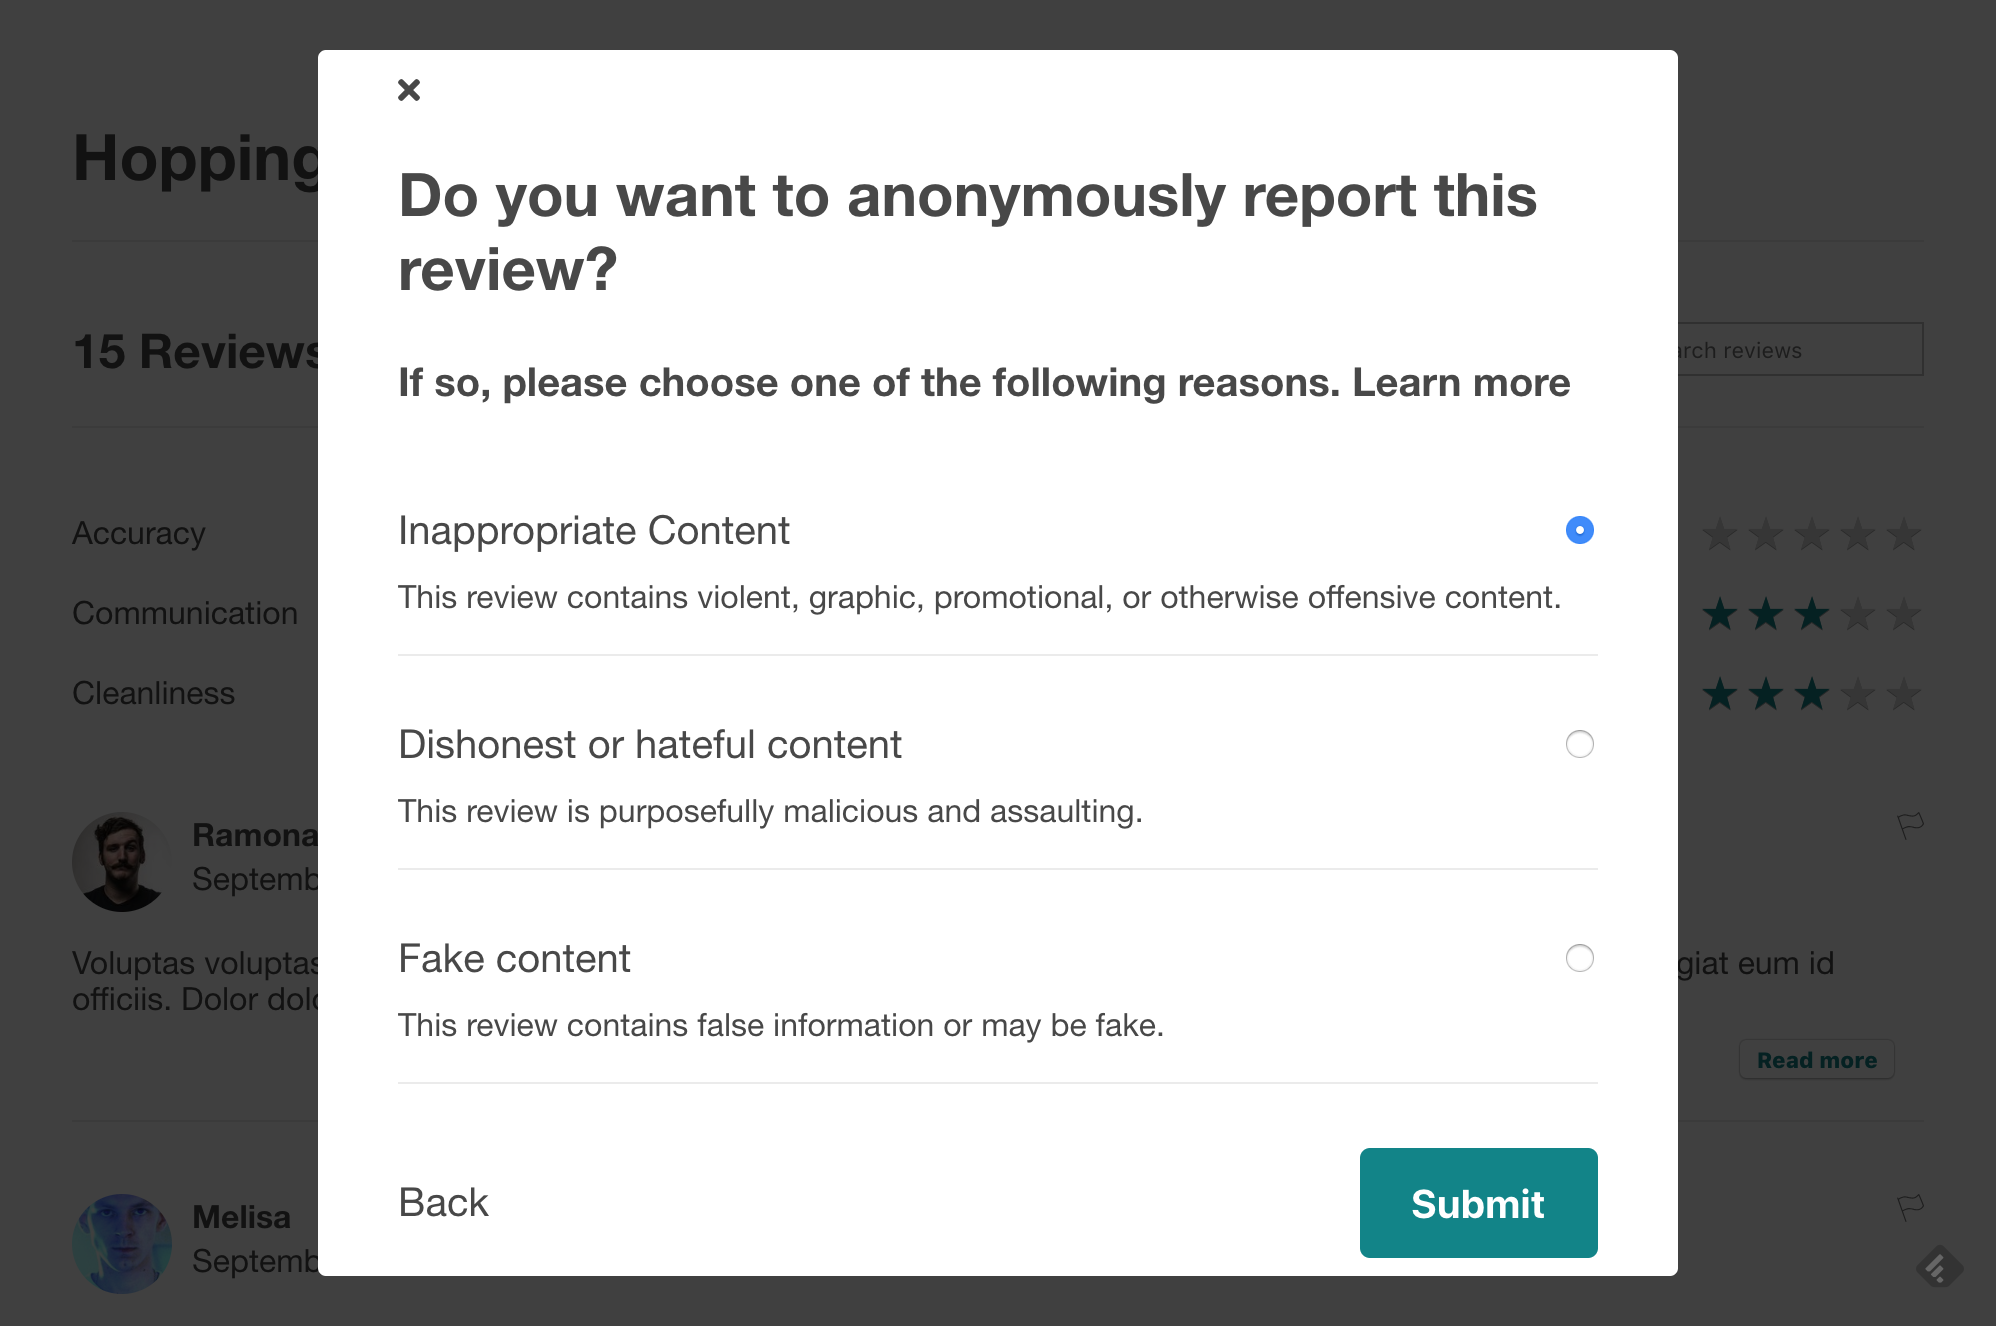 Hopping
Do you want to anonymously report this
review?
15 Reviews
reviews
If so, please choose one of the following reasons. Learn more
Accuracy
Inappropriate Content
This review contains violent, graphic, promotional, or otherwise offensive content.
Communication
Cleanliness
Dishonest or hateful content
This review is purposefully malicious and assaulting.
Ramona
Septemb
Fake content
This review contains false information or may be fake.
Voluptas voluptas
giat eum id
officiis. Dolor dolo
Read more
Back
Submit
Melisa
Septemb